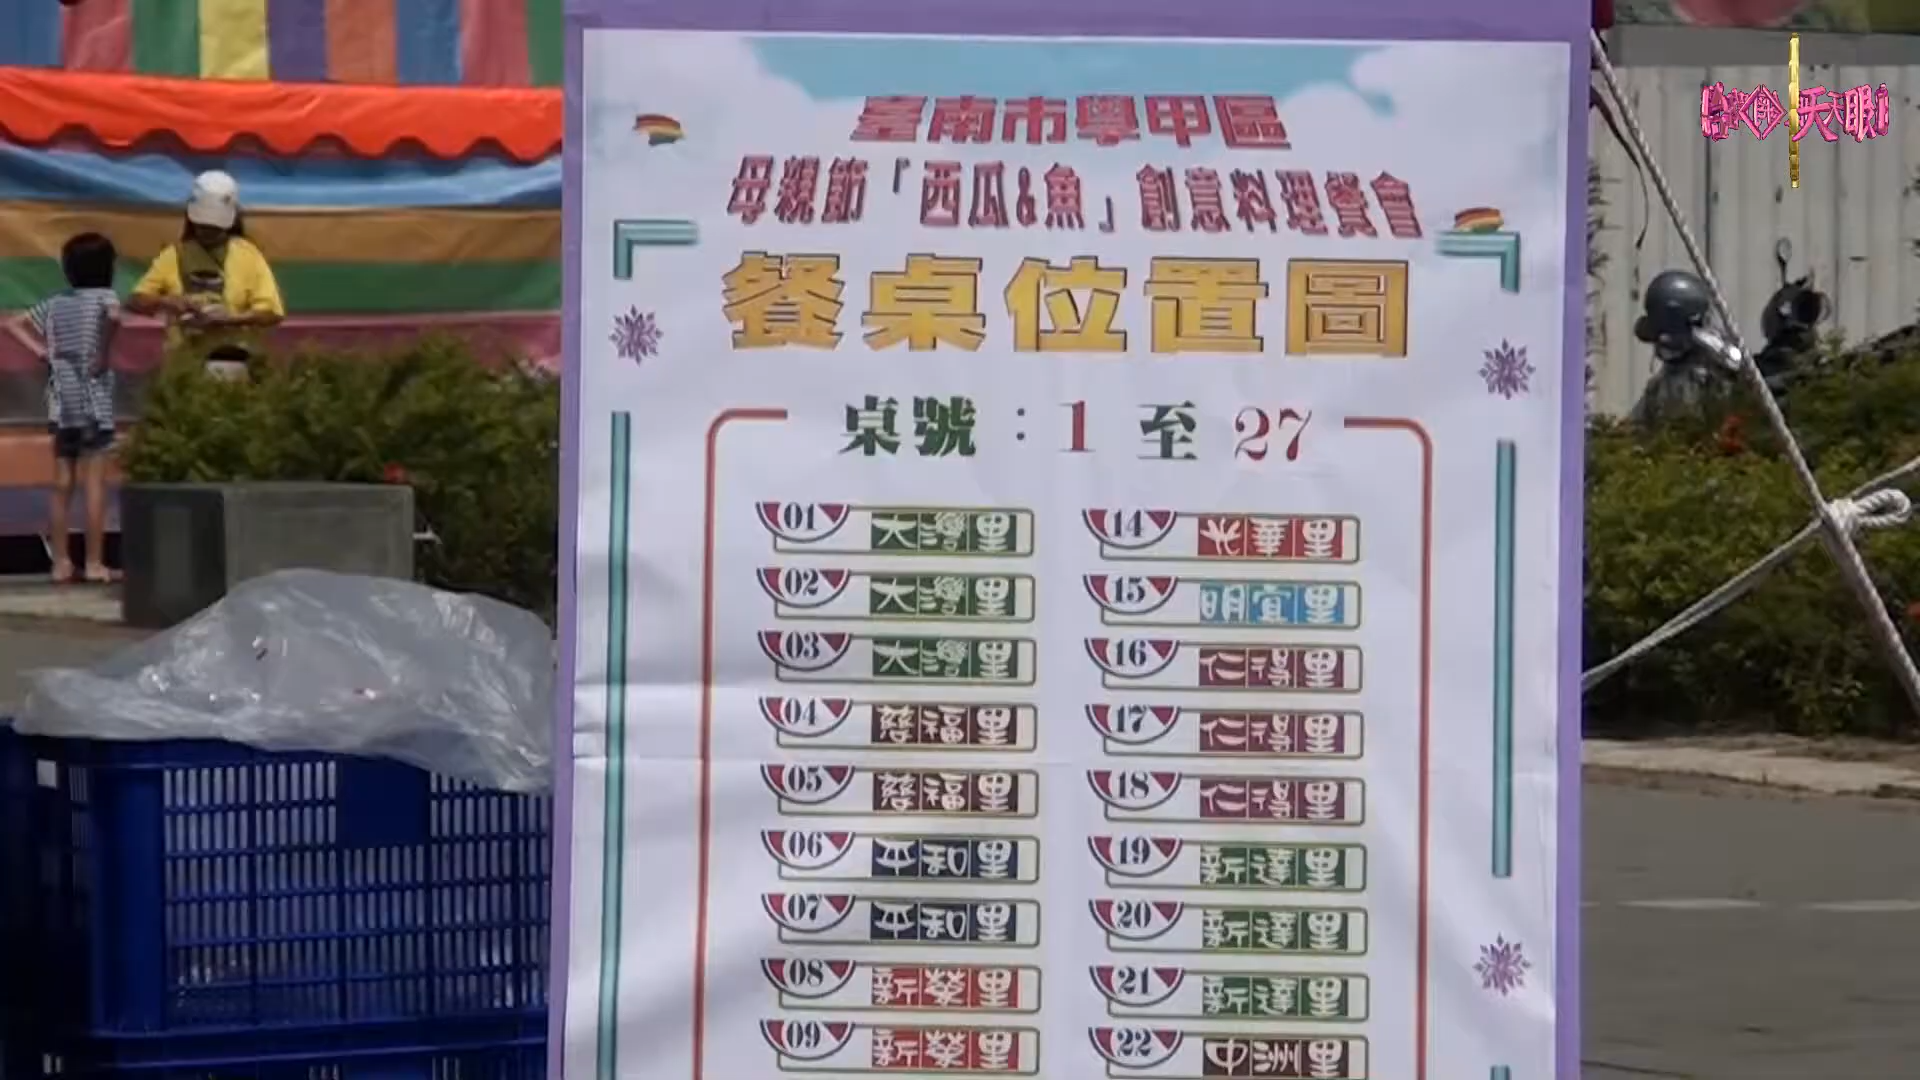 臺南市學甲區
母親節「西瓜&魚」創意料理餐會
餐桌位置圖
桌號：1 至 27
01 大灣里
02 大灣里
03 大灣里
04 慈福里
05 慈福里
06 平和里
07 平和里
08 新榮里
09 新榮里
14 光華里
15 明宜里
16 仁得里
17 仁得里
18 仁得里
19 新達里
20 新達里
21 新達里
22 中洲里